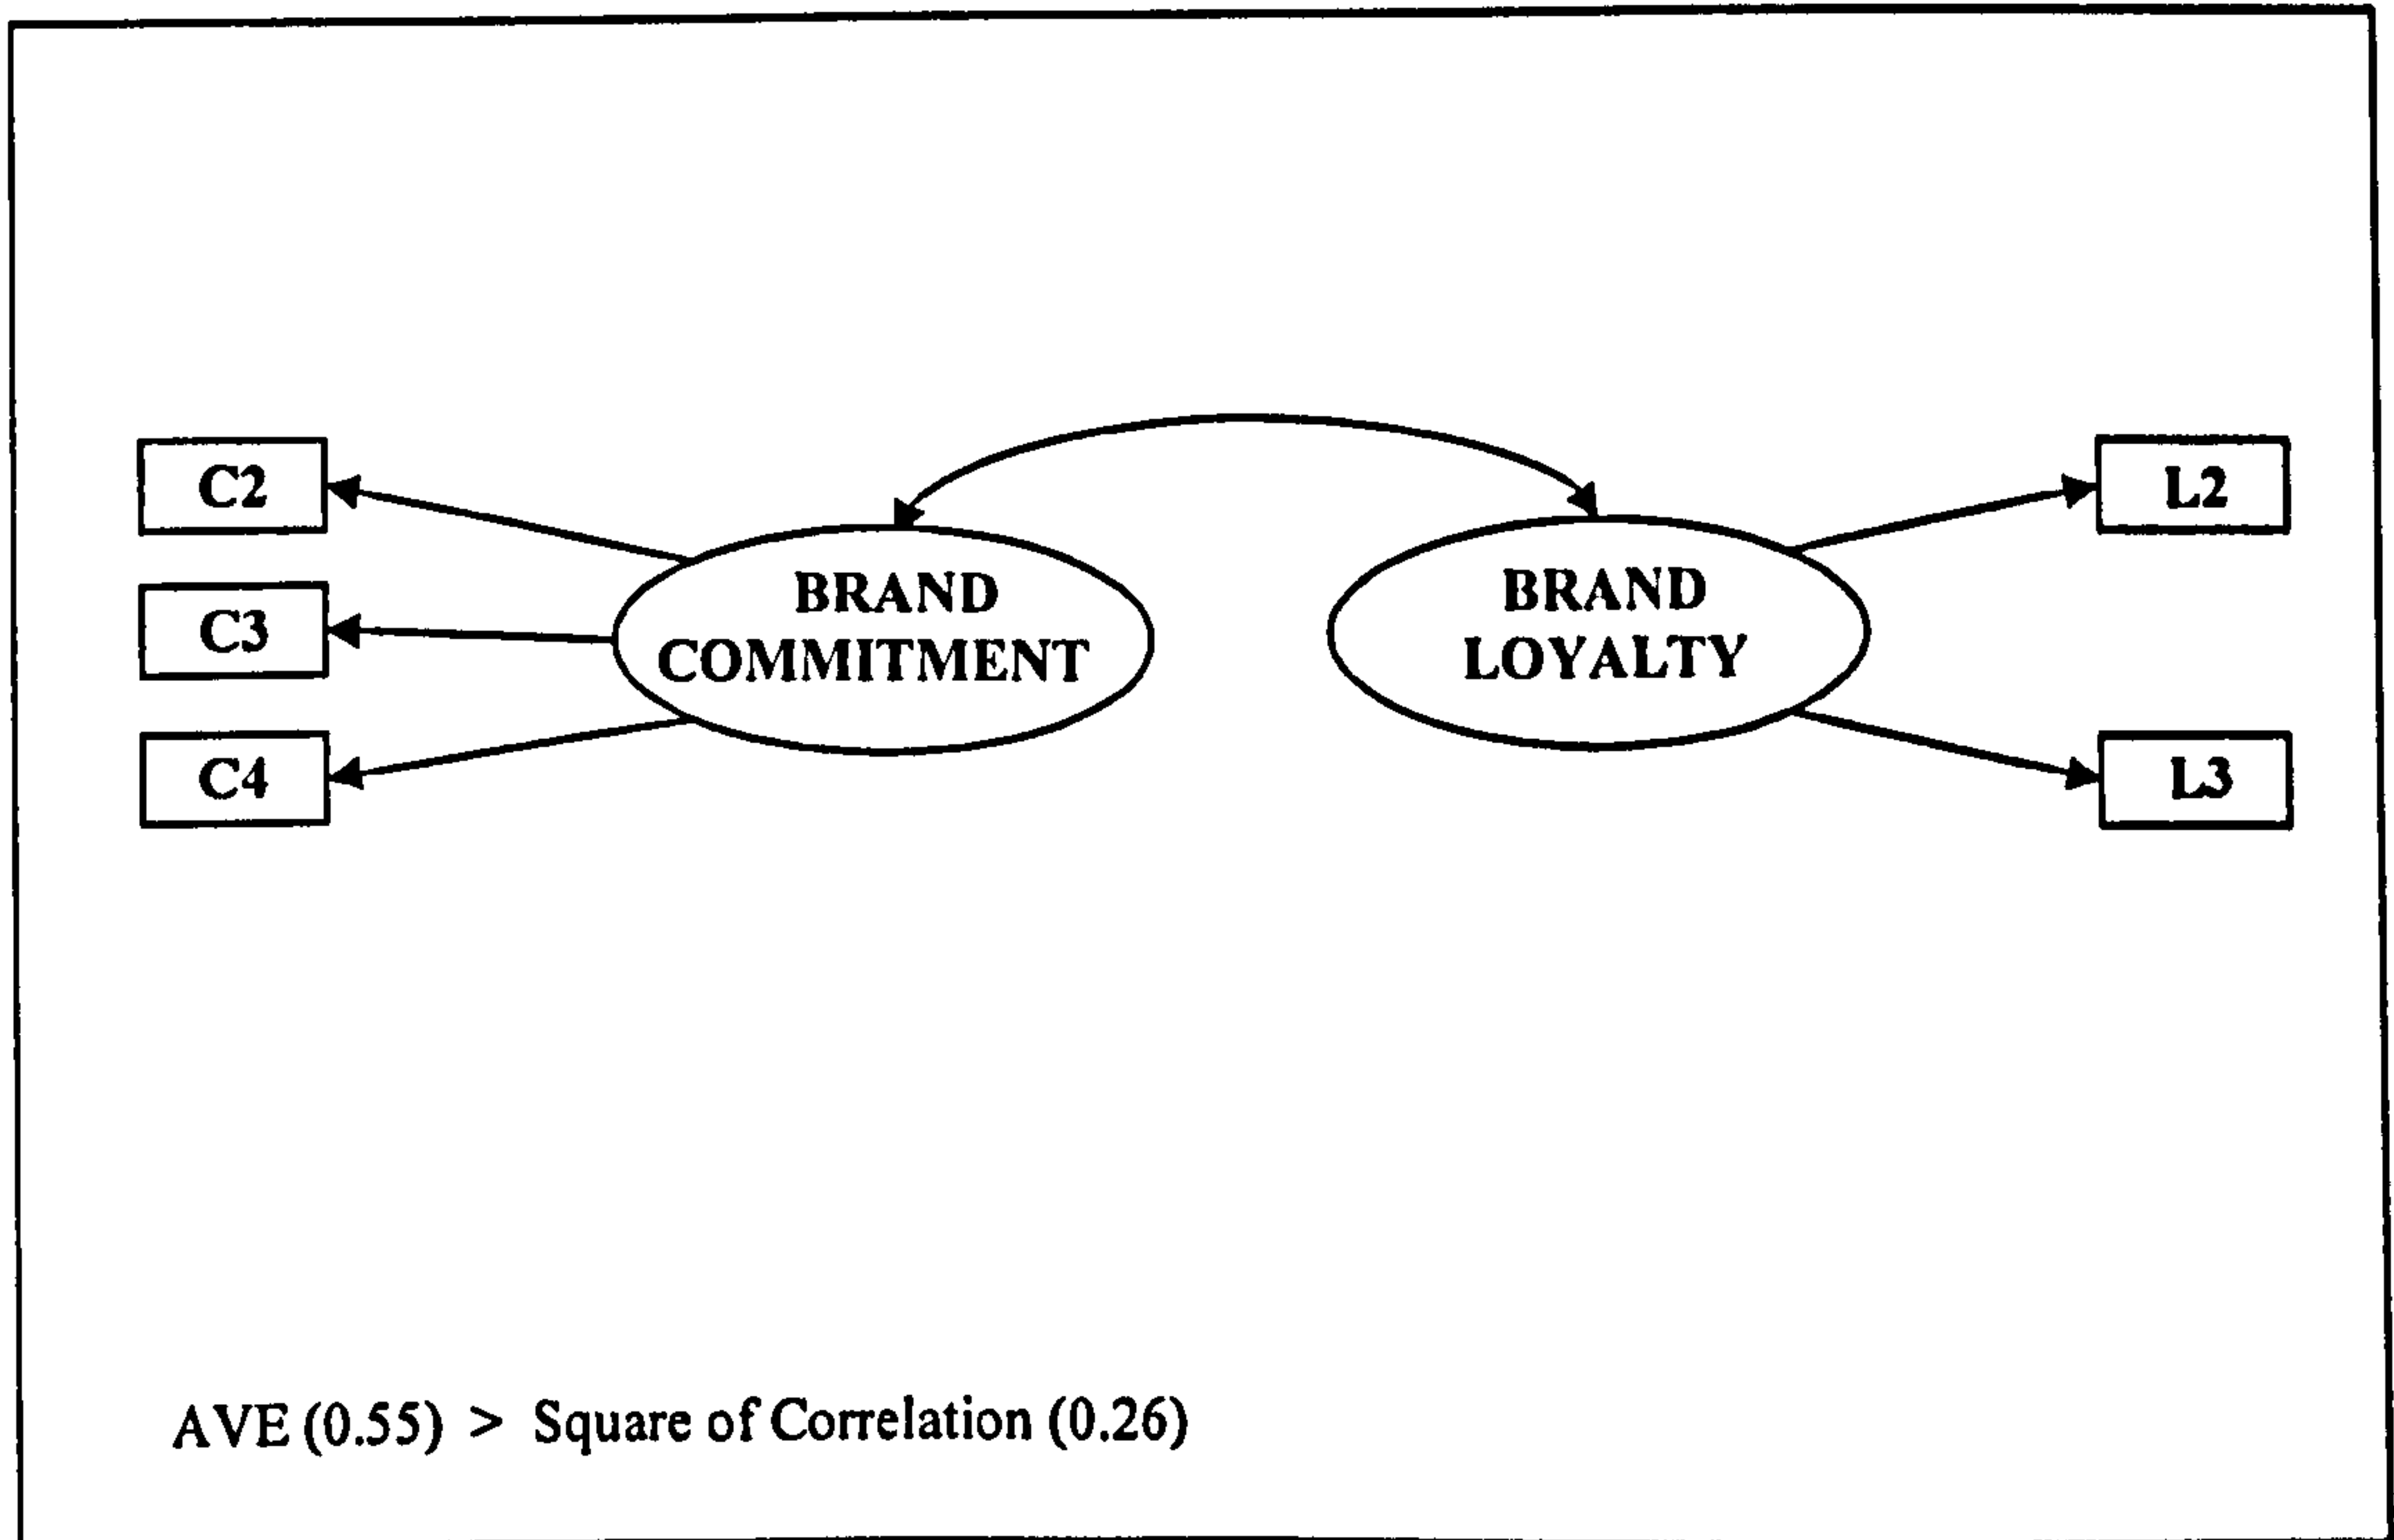 C2
C3
C4
BRAND
COMMITMENT
BRAND
LOYALTY
L2
L3
AVE (0.55) > Square of Correlation (0.26)